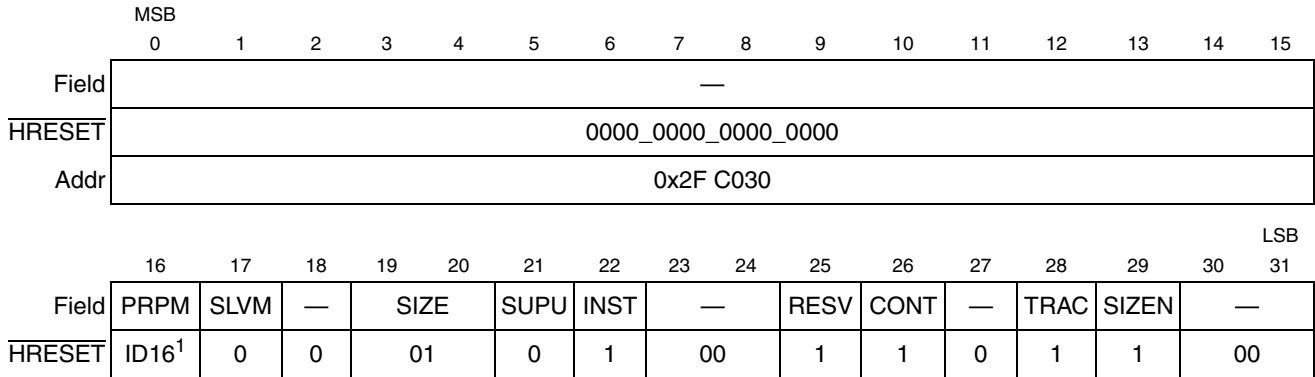 MSB
0 1 2 3 4 5 6 7 8 9 10 11 12 13 14 15
Field —
HRESET 0000_0000_0000_0000
Addr 0x2F C030
LSB
16 17 18 19 20 21 22 23 24 25 26 27 28 29 30 31
Field PRPM SLVM — SIZE SUPU INST — RESV CONT — TRAC SIZEN —
HRESET ID16¹ 0 0 01 0 1 00 1 1 0 1 1 00